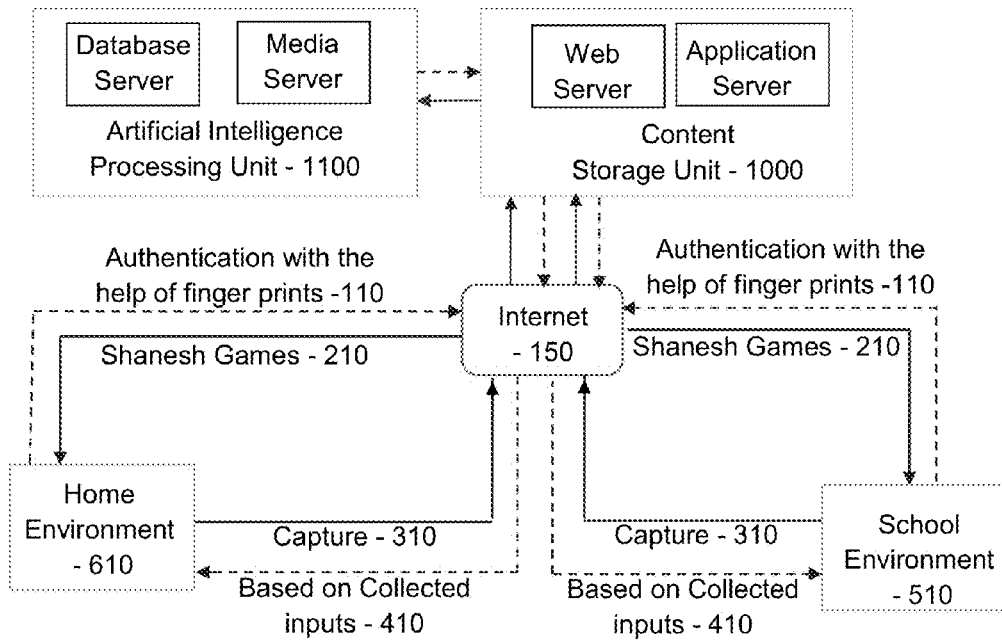 Database
Server
Media
Server
Artificial Intelligence
Processing Unit - 1100
Web
Server
Application
Server
Content
Storage Unit - 1000
Authentication with the
help of finger prints -110
Authentication with the
help of finger prints -110
Internet
- 150
Shanesh Games - 210
Shanesh Games - 210
Home
Environment
- 610
Capture - 310
Based on Collected
inputs - 410
Capture - 310
Based on Collected
inputs - 410
School
Environment
- 510